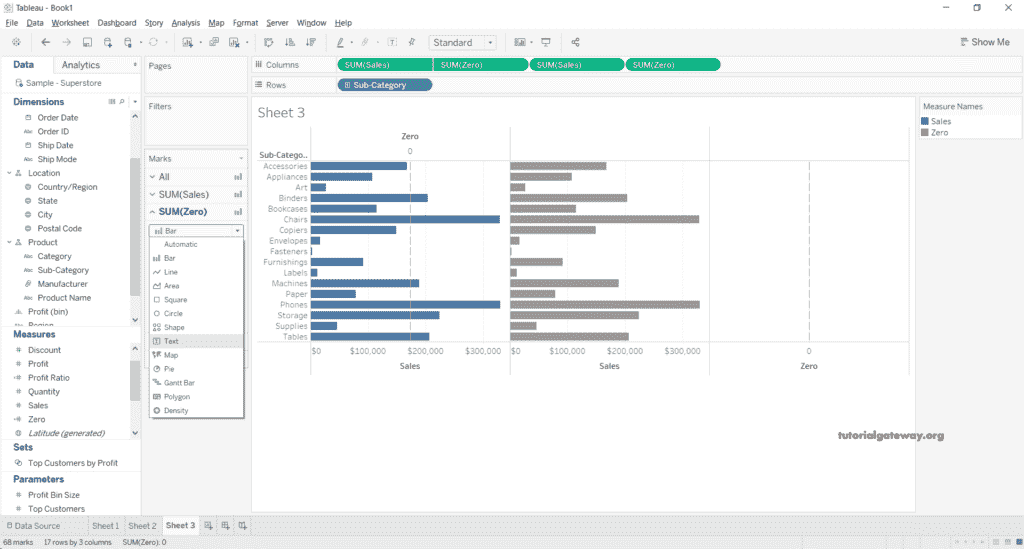 Tableau - Book1
File Data Worksheet Dashboard Story Analysis Map Format Server Window Help
Standard
Show Me
Data Analytics
Sample - Superstore
Dimensions
Order Date
Order ID
Ship Date
Ship Mode
Location
Country/Region
State
City
Postal Code
Product
Category
Sub-Category
Manufacturer
Product Name
Profit (bin)
Region
Measures
Discount
Profit
Profit Ratio
Quantity
Sales
Zero
Latitude (generated)
Sets
Top Customers by Profit
Parameters
Profit Bin Size
Top Customers
Pages
Filters
Marks
All
SUM(Sales)
SUM(Zero)
Bar
Automatic
Bar
Line
Area
Square
Circle
Shape
Text
Map
Pie
Gantt Bar
Polygon
Density
Columns SUM(Sales) SUM(Zero) SUM(Sales) SUM(Zero)
Rows Sub-Category
Sheet 3
Zero
0
Sub-Catego..
Accessories
Appliances
Art
Binders
Bookcases
Chairs
Copiers
Envelopes
Fasteners
Furnishings
Labels
Machines
Paper
Phones
Storage
Supplies
Tables
$0 $100,000 $200,000 $300,000 $0 $100,000 $200,000 $300,000 0
Sales Sales Zero
Measure Names
Sales
Zero
tutorialgateway.org
Data Source Sheet 1 Sheet 2 Sheet 3
68 marks 17 rows by 3 columns SUM(Zero): 0